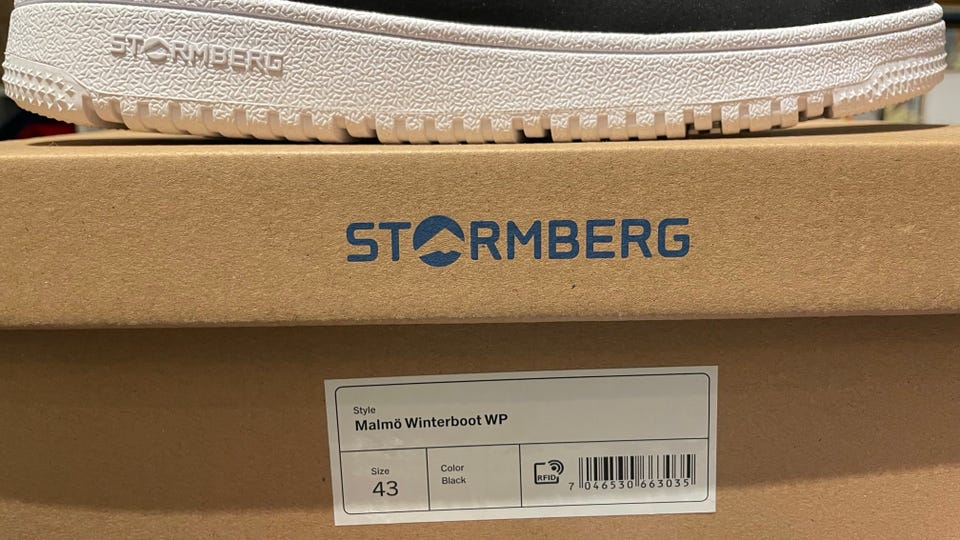 STORMBERG
STORMBERG
Style
Malmö Winterboot WP
Size
43
Color
Black
RFID
7 046530 663035